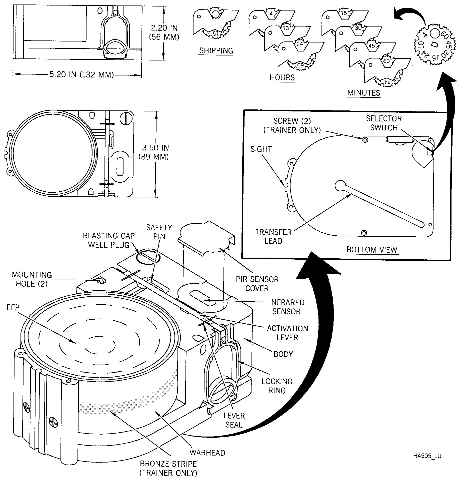 2.20 IN
(56 MM)
5.20 IN (132 MM)
SHIPPING
HOURS
MINUTES
3.50 IN
(89 MM)
SCREW (2)
(TRAINER ONLY)
SELECTOR
SWITCH
SIGHT
TRANSFER
LEAD
BOTTOM VIEW
SAFETY
PIN
BLASTING CAP
WELL PLUG
MOUNTING
HOLE (2)
EFP
PIR SENSOR
COVER
INFRARED
SENSOR
ACTIVATION
LEVER
BODY
LOCKING
RING
LEVER
SEAL
WARHEAD
BRONZE STRIPE
(TRAINER ONLY)